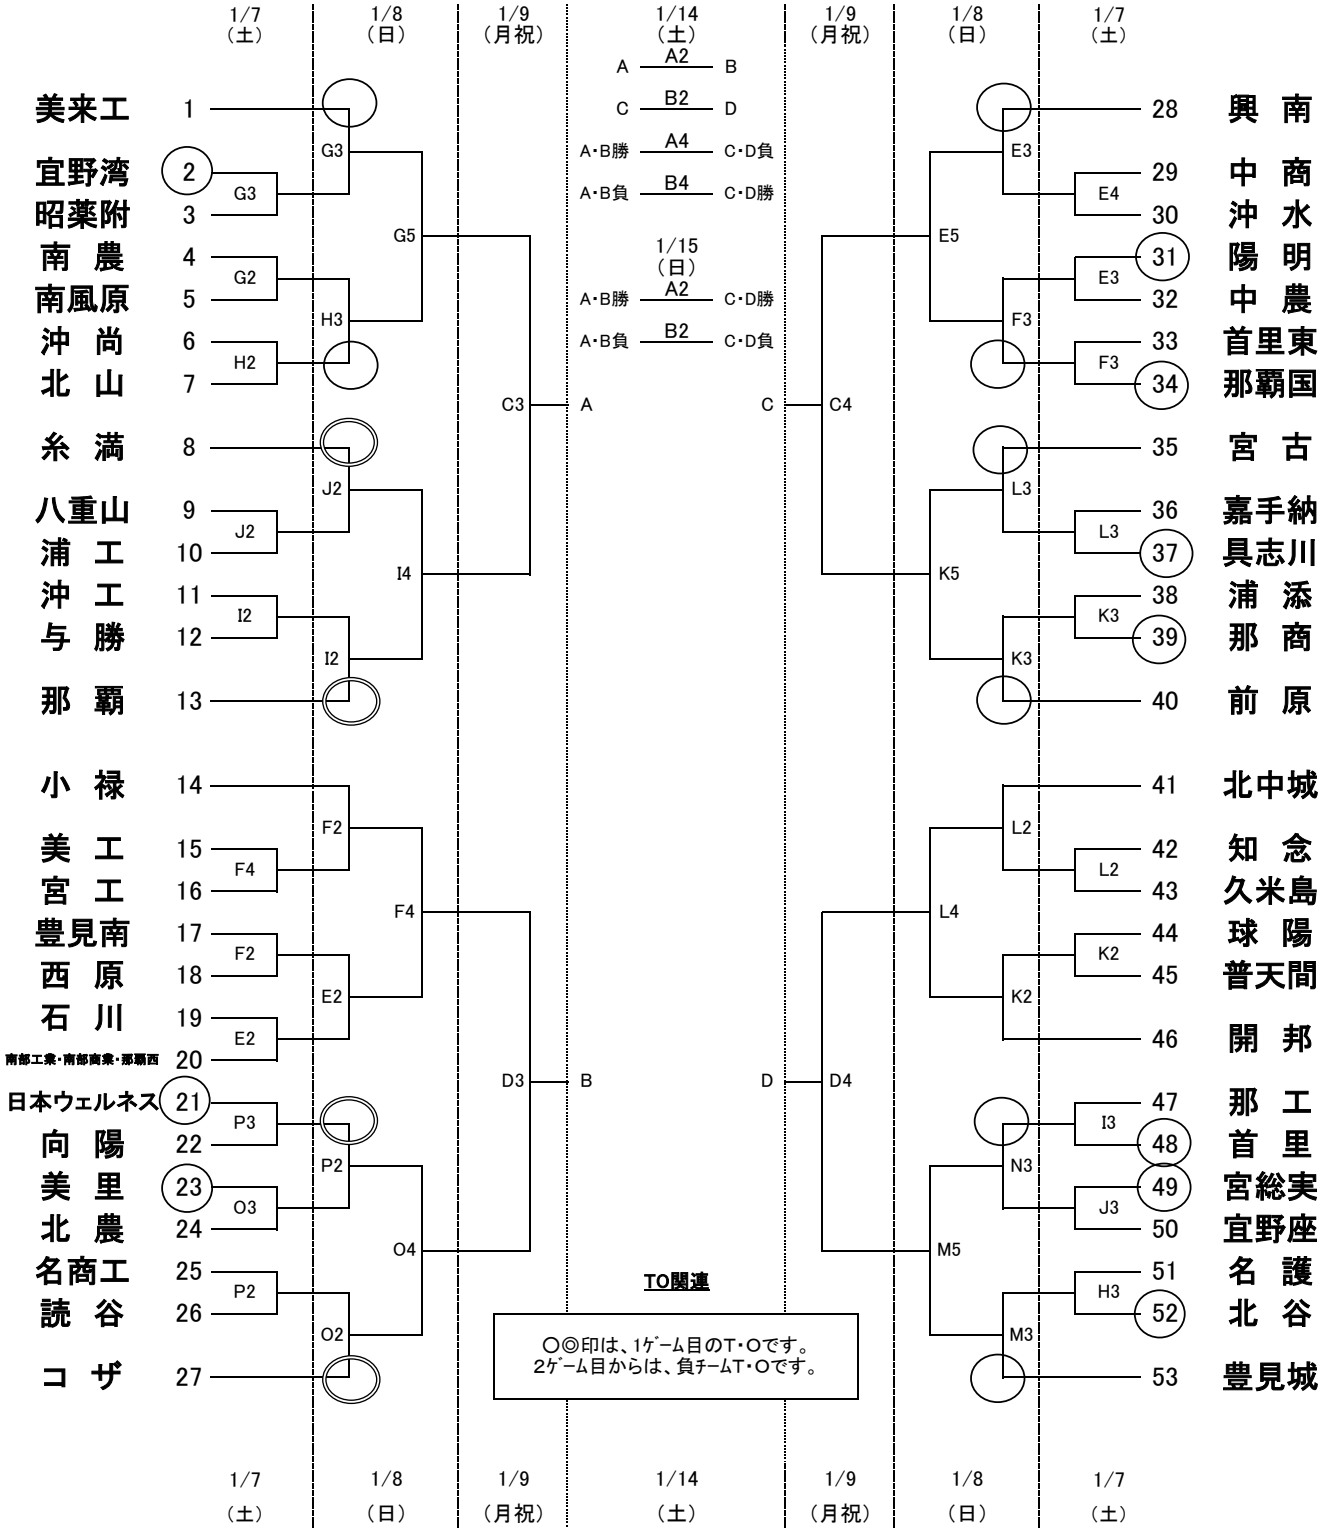 1/7 1/8 1/9 1/14 1/9 1/8 1/7
(土) (日) (月祝) (土) (月祝) (日) (土)
A A2 B
C B2 D
A・B勝 A4 C・D負
A・B負 B4 C・D勝
1/15
(日)
A・B勝 A2 C・D勝
A・B負 B2 C・D負
美来工 1
G3
宜野湾 2
G3
昭薬附 3
G5
南農 4
G2
南風原 5
H3
沖尚 6
H2
北山 7
C3 A
糸満 8
J2
八重山 9
J2
浦工 10
I4
沖工 11
I2
与勝 12
I2
那覇 13
小禄 14
F2
美工 15
F4
宮工 16
F4
豊見南 17
F2
西原 18
E2
石川 19
E2
南部工業・南部商業・那覇西 20
D3 B
日本ウェルネス 21
P3
向陽 22
P2
美里 23
O3
北農 24
O4
名商工 25
P2
読谷 26
O2
コザ 27
28 興南
E3
29 中商
E4
30 沖水
E5
31 陽明
E3
32 中農
F3
33 首里東
F3
34 那覇国
C C4
35 宮古
L3
36 嘉手納
L3
37 具志川
K5
38 浦添
K3
39 那商
K3
40 前原
41 北中城
L2
42 知念
L2
43 久米島
L4
44 球陽
K2
45 普天間
K2
46 開邦
D D4
47 那工
I3
48 首里
N3
49 宮総実
J3
50 宜野座
M5
51 名護
H3
52 北谷
M3
53 豊見城
TO関連
○◎印は、1ゲーム目のT・Oです。
2ゲーム目からは、負チームT・Oです。
1/7 1/8 1/9 1/14 1/9 1/8 1/7
(土) (日) (月祝) (土) (月祝) (日) (土)